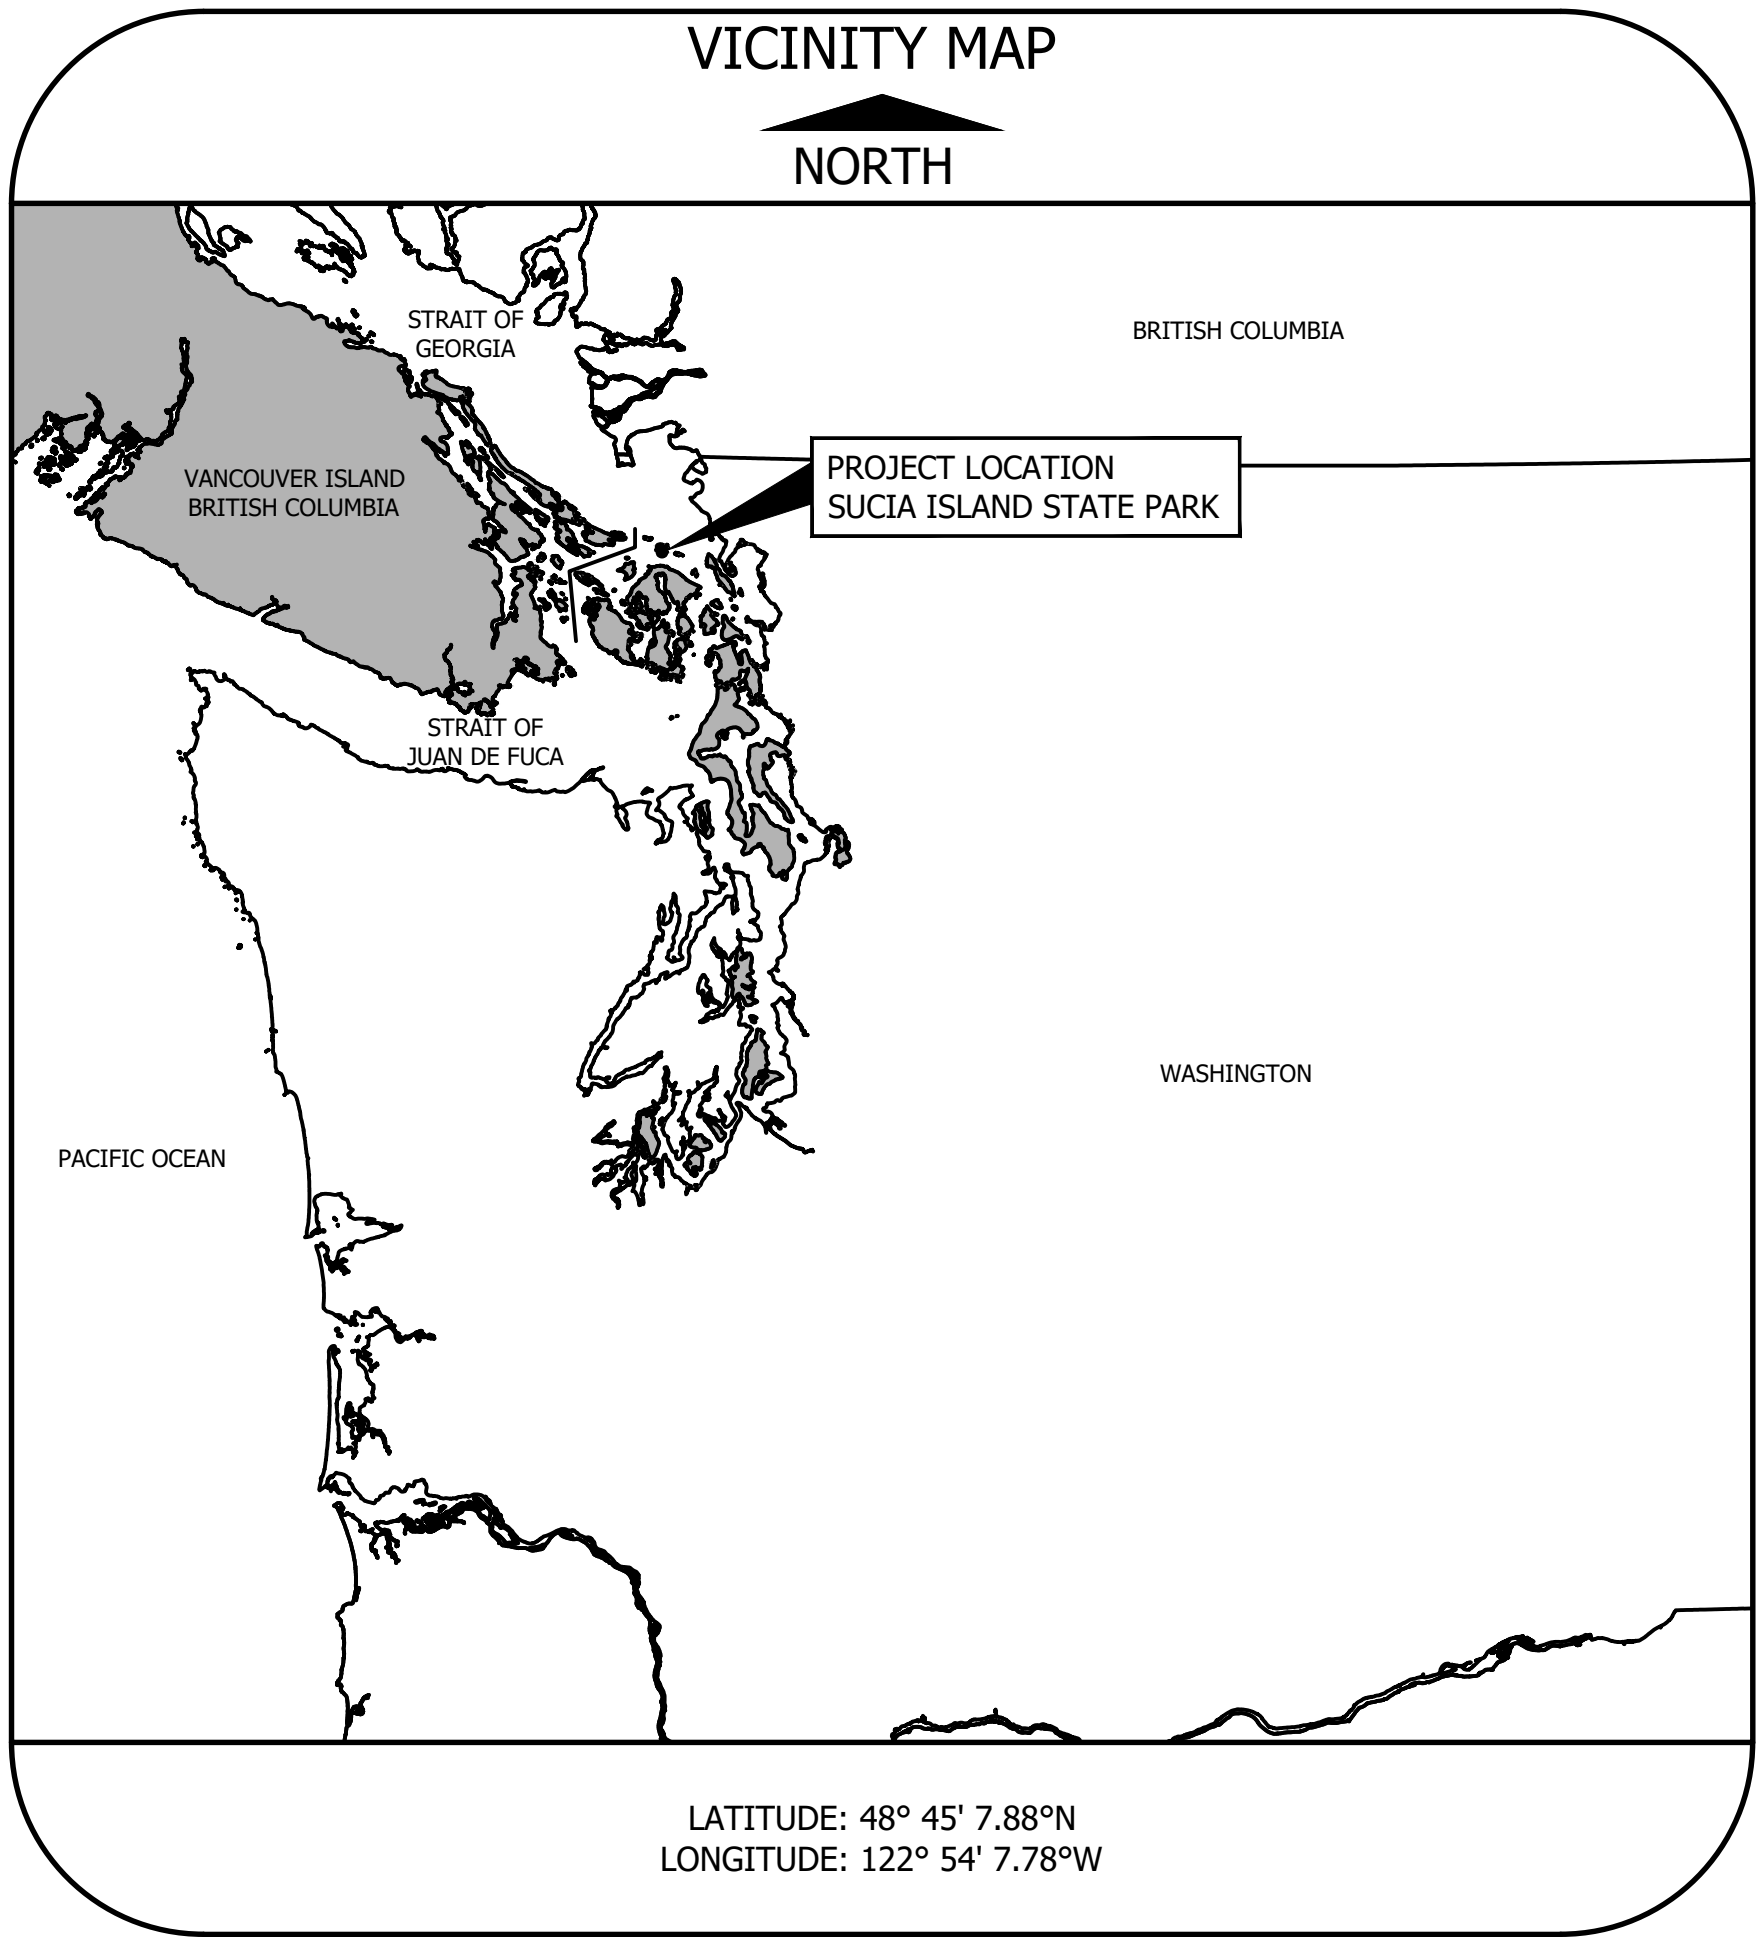 VICINITY MAP
NORTH
STRAIT OF
GEORGIA
BRITISH COLUMBIA
PROJECT LOCATION
SUCIA ISLAND STATE PARK
VANCOUVER ISLAND
BRITISH COLUMBIA
STRAIT OF
JUAN DE FUCA
WASHINGTON
PACIFIC OCEAN
LATITUDE: 48° 45' 7.88°N
LONGITUDE: 122° 54' 7.78°W